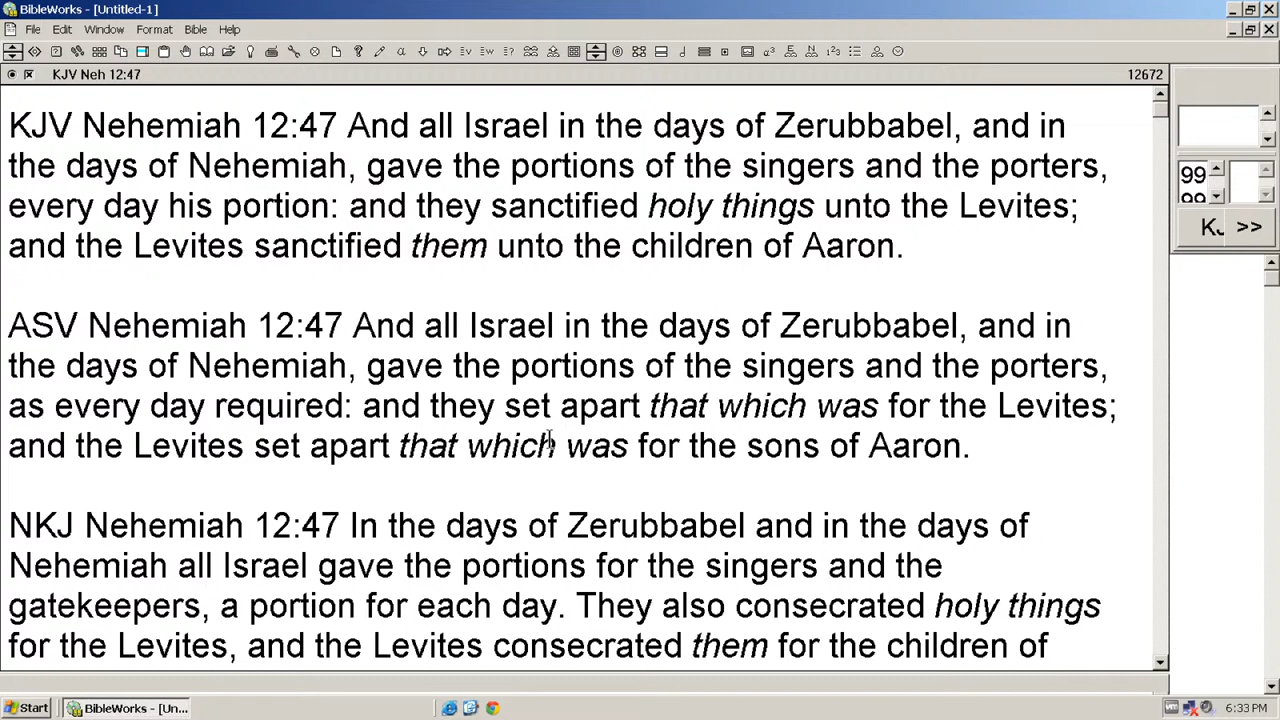 BibleWorks - [Untitled-1]
File Edit Window Format Bible Help
KJV Neh 12:47 12672
KJV Nehemiah 12:47 And all Israel in the days of Zerubbabel, and in
the days of Nehemiah, gave the portions of the singers and the porters,
every day his portion: and they sanctified holy things unto the Levites;
and the Levites sanctified them unto the children of Aaron.
ASV Nehemiah 12:47 And all Israel in the days of Zerubbabel, and in
the days of Nehemiah, gave the portions of the singers and the porters,
as every day required: and they set apart that which was for the Levites;
and the Levites set apart that which was for the sons of Aaron.
NKJ Nehemiah 12:47 In the days of Zerubbabel and in the days of
Nehemiah all Israel gave the portions for the singers and the
gatekeepers, a portion for each day. They also consecrated holy things
for the Levites, and the Levites consecrated them for the children of
99
KJ >>
Start BibleWorks - [Un... 6:33 PM